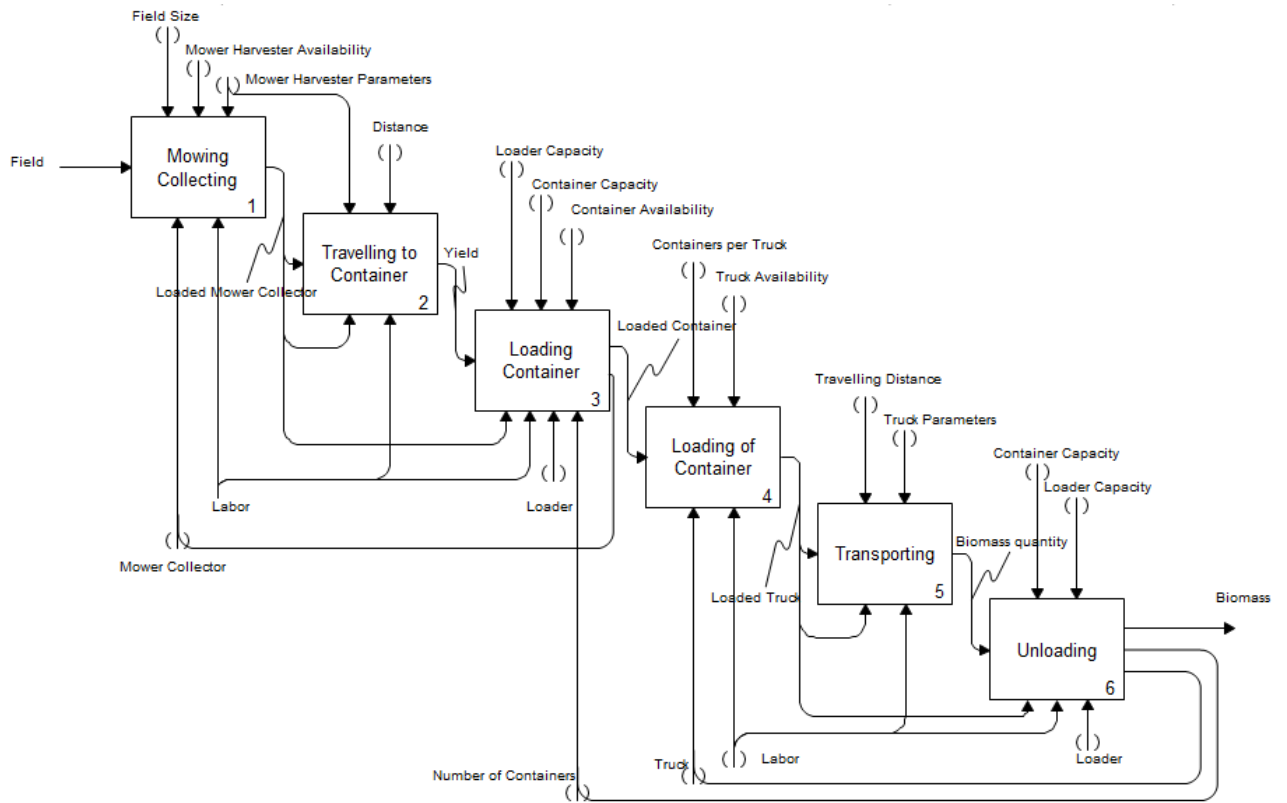 Field Size
Mower Harvester Availability
Mower Harvester Parameters
Field
Mowing
Collecting
1
Distance
Loader Capacity
Container Capacity
Container Availability
Travelling to
Container
2
Yield
Loaded Mower Collector
Containers per Truck
Truck Availability
Loaded Container
Loading
Container
3
Travelling Distance
Truck Parameters
Loading of
Container
4
Container Capacity
Loader Capacity
Labor
Loader
Mower Collector
Transporting
5
Biomass quantity
Loaded Truck
Biomass
Unloading
6
Number of Containers
Truck
Labor
Loader